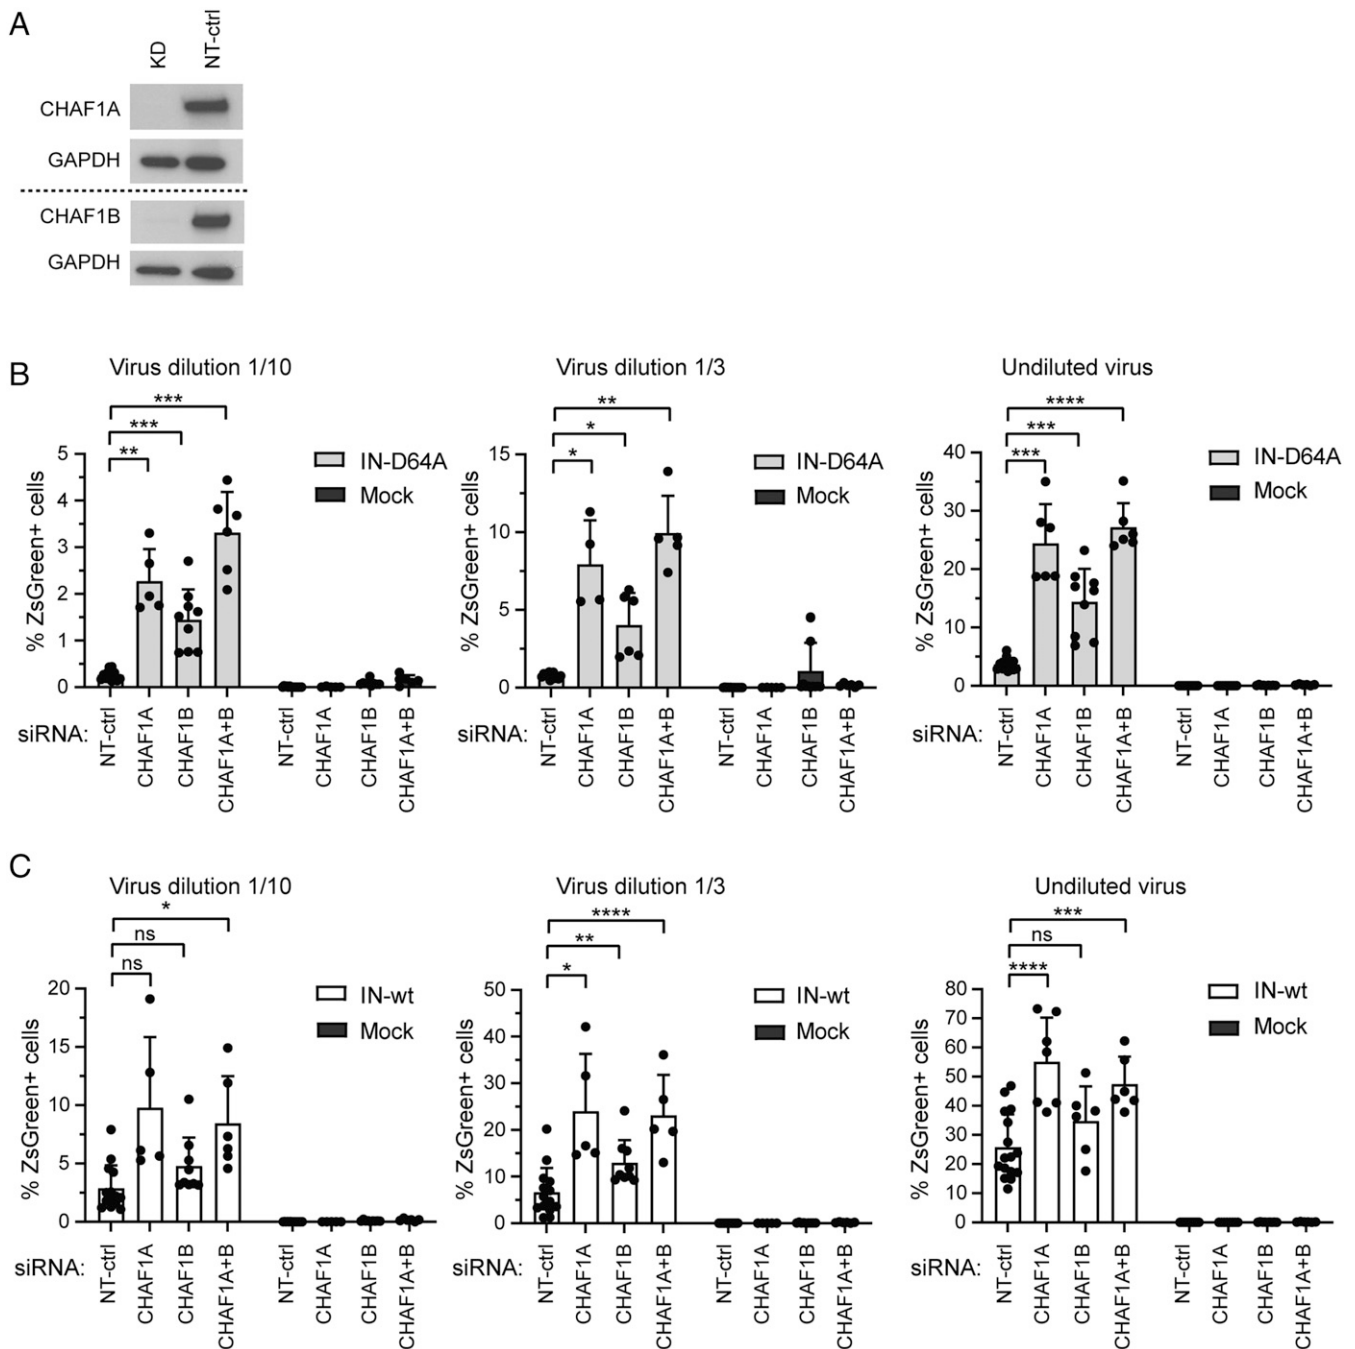 A
KD
NT-ctrl
CHAF1A
GAPDH
CHAF1B
GAPDH
B
Virus dilution 1/10
***
***
**
% ZsGreen+ cells
5
4
3
2
1
0
IN-D64A
Mock
siRNA:
NT-ctrl
CHAF1A
CHAF1B
CHAF1A+B
NT-ctrl
CHAF1A
CHAF1B
CHAF1A+B
Virus dilution 1/3
**
*
*
% ZsGreen+ cells
15
10
5
0
IN-D64A
Mock
siRNA:
NT-ctrl
CHAF1A
CHAF1B
CHAF1A+B
NT-ctrl
CHAF1A
CHAF1B
CHAF1A+B
Undiluted virus
****
***
***
% ZsGreen+ cells
40
30
20
10
0
IN-D64A
Mock
siRNA:
NT-ctrl
CHAF1A
CHAF1B
CHAF1A+B
NT-ctrl
CHAF1A
CHAF1B
CHAF1A+B
C
Virus dilution 1/10
*
ns
ns
% ZsGreen+ cells
20
15
10
5
0
IN-wt
Mock
siRNA:
NT-ctrl
CHAF1A
CHAF1B
CHAF1A+B
NT-ctrl
CHAF1A
CHAF1B
CHAF1A+B
Virus dilution 1/3
****
**
*
% ZsGreen+ cells
50
40
30
20
10
0
IN-wt
Mock
siRNA:
NT-ctrl
CHAF1A
CHAF1B
CHAF1A+B
NT-ctrl
CHAF1A
CHAF1B
CHAF1A+B
Undiluted virus
***
ns
****
% ZsGreen+ cells
80
70
60
50
40
30
20
10
0
IN-wt
Mock
siRNA:
NT-ctrl
CHAF1A
CHAF1B
CHAF1A+B
NT-ctrl
CHAF1A
CHAF1B
CHAF1A+B